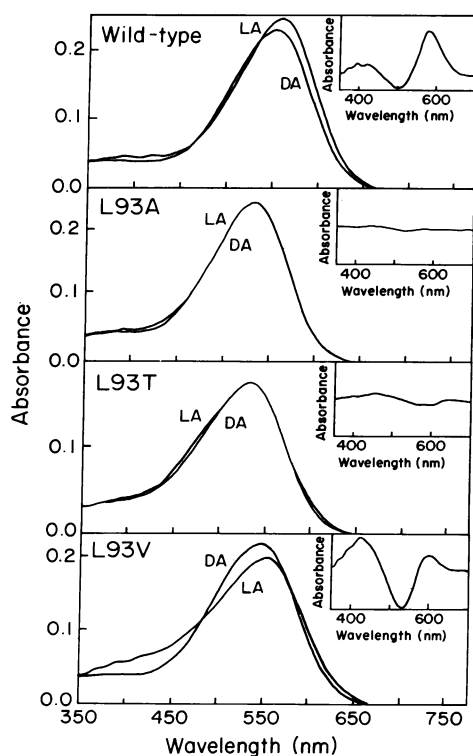 Wild-type
LA
DA
0.2
0.1
0.0
Absorbance
400 600
Wavelength (nm)
L93A
LA
DA
0.2
0.1
0.0
Absorbance
400 600
Wavelength (nm)
L93T
LA
DA
0.1
0.0
Absorbance
400 600
Wavelength (nm)
L93V
DA
LA
0.2
0.1
0.0
Absorbance
400 600
Wavelength (nm)
Absorbance
350 450 550 650 750
Wavelength (nm)